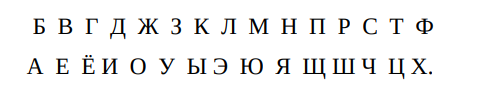 Б В Г Д Ж З К Л М Н П Р С Т Ф
А Е Ё И О У Ы Э Ю Я Щ Ш Ч Ц Х.